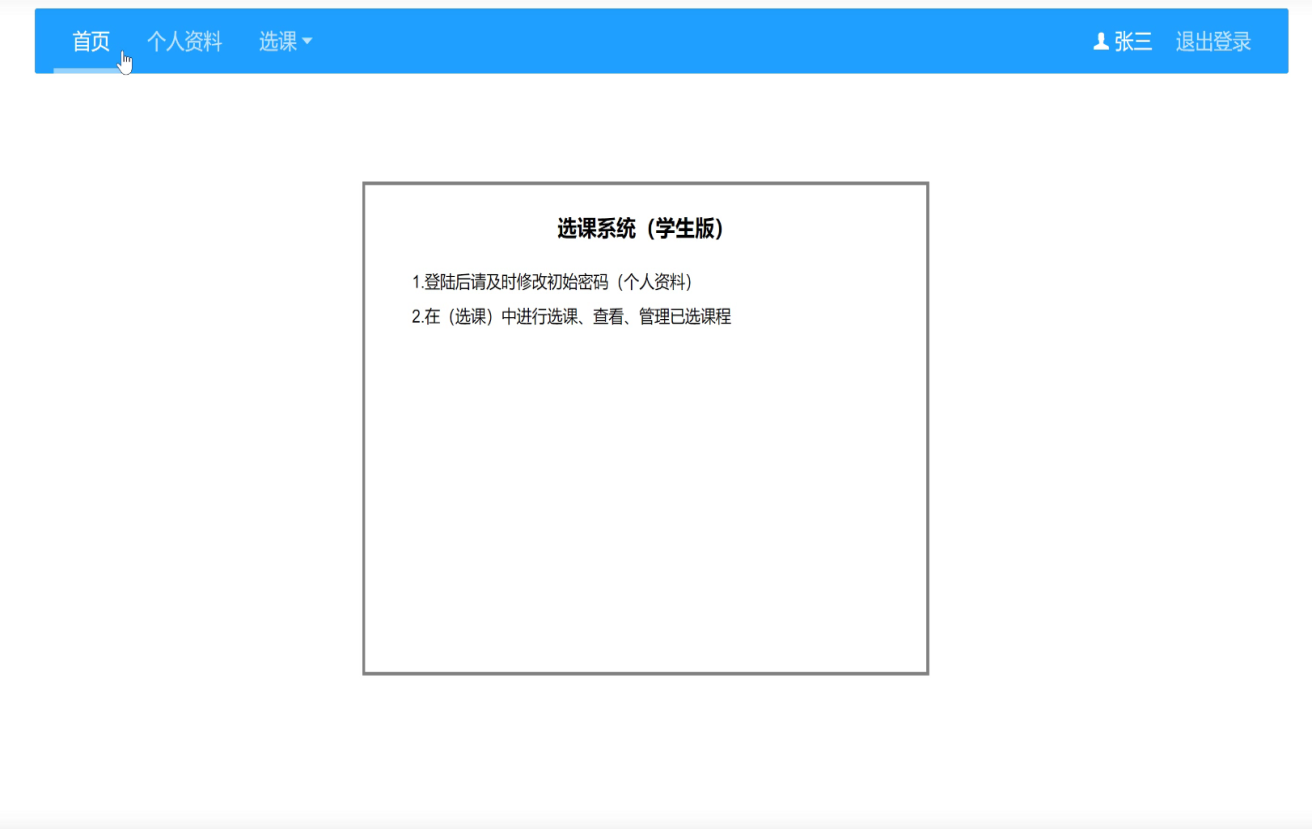 首页 个人资料 选课 张三 退出登录
选课系统（学生版）
1.登陆后请及时修改初始密码（个人资料）
2.在（选课）中进行选课、查看、管理已选课程